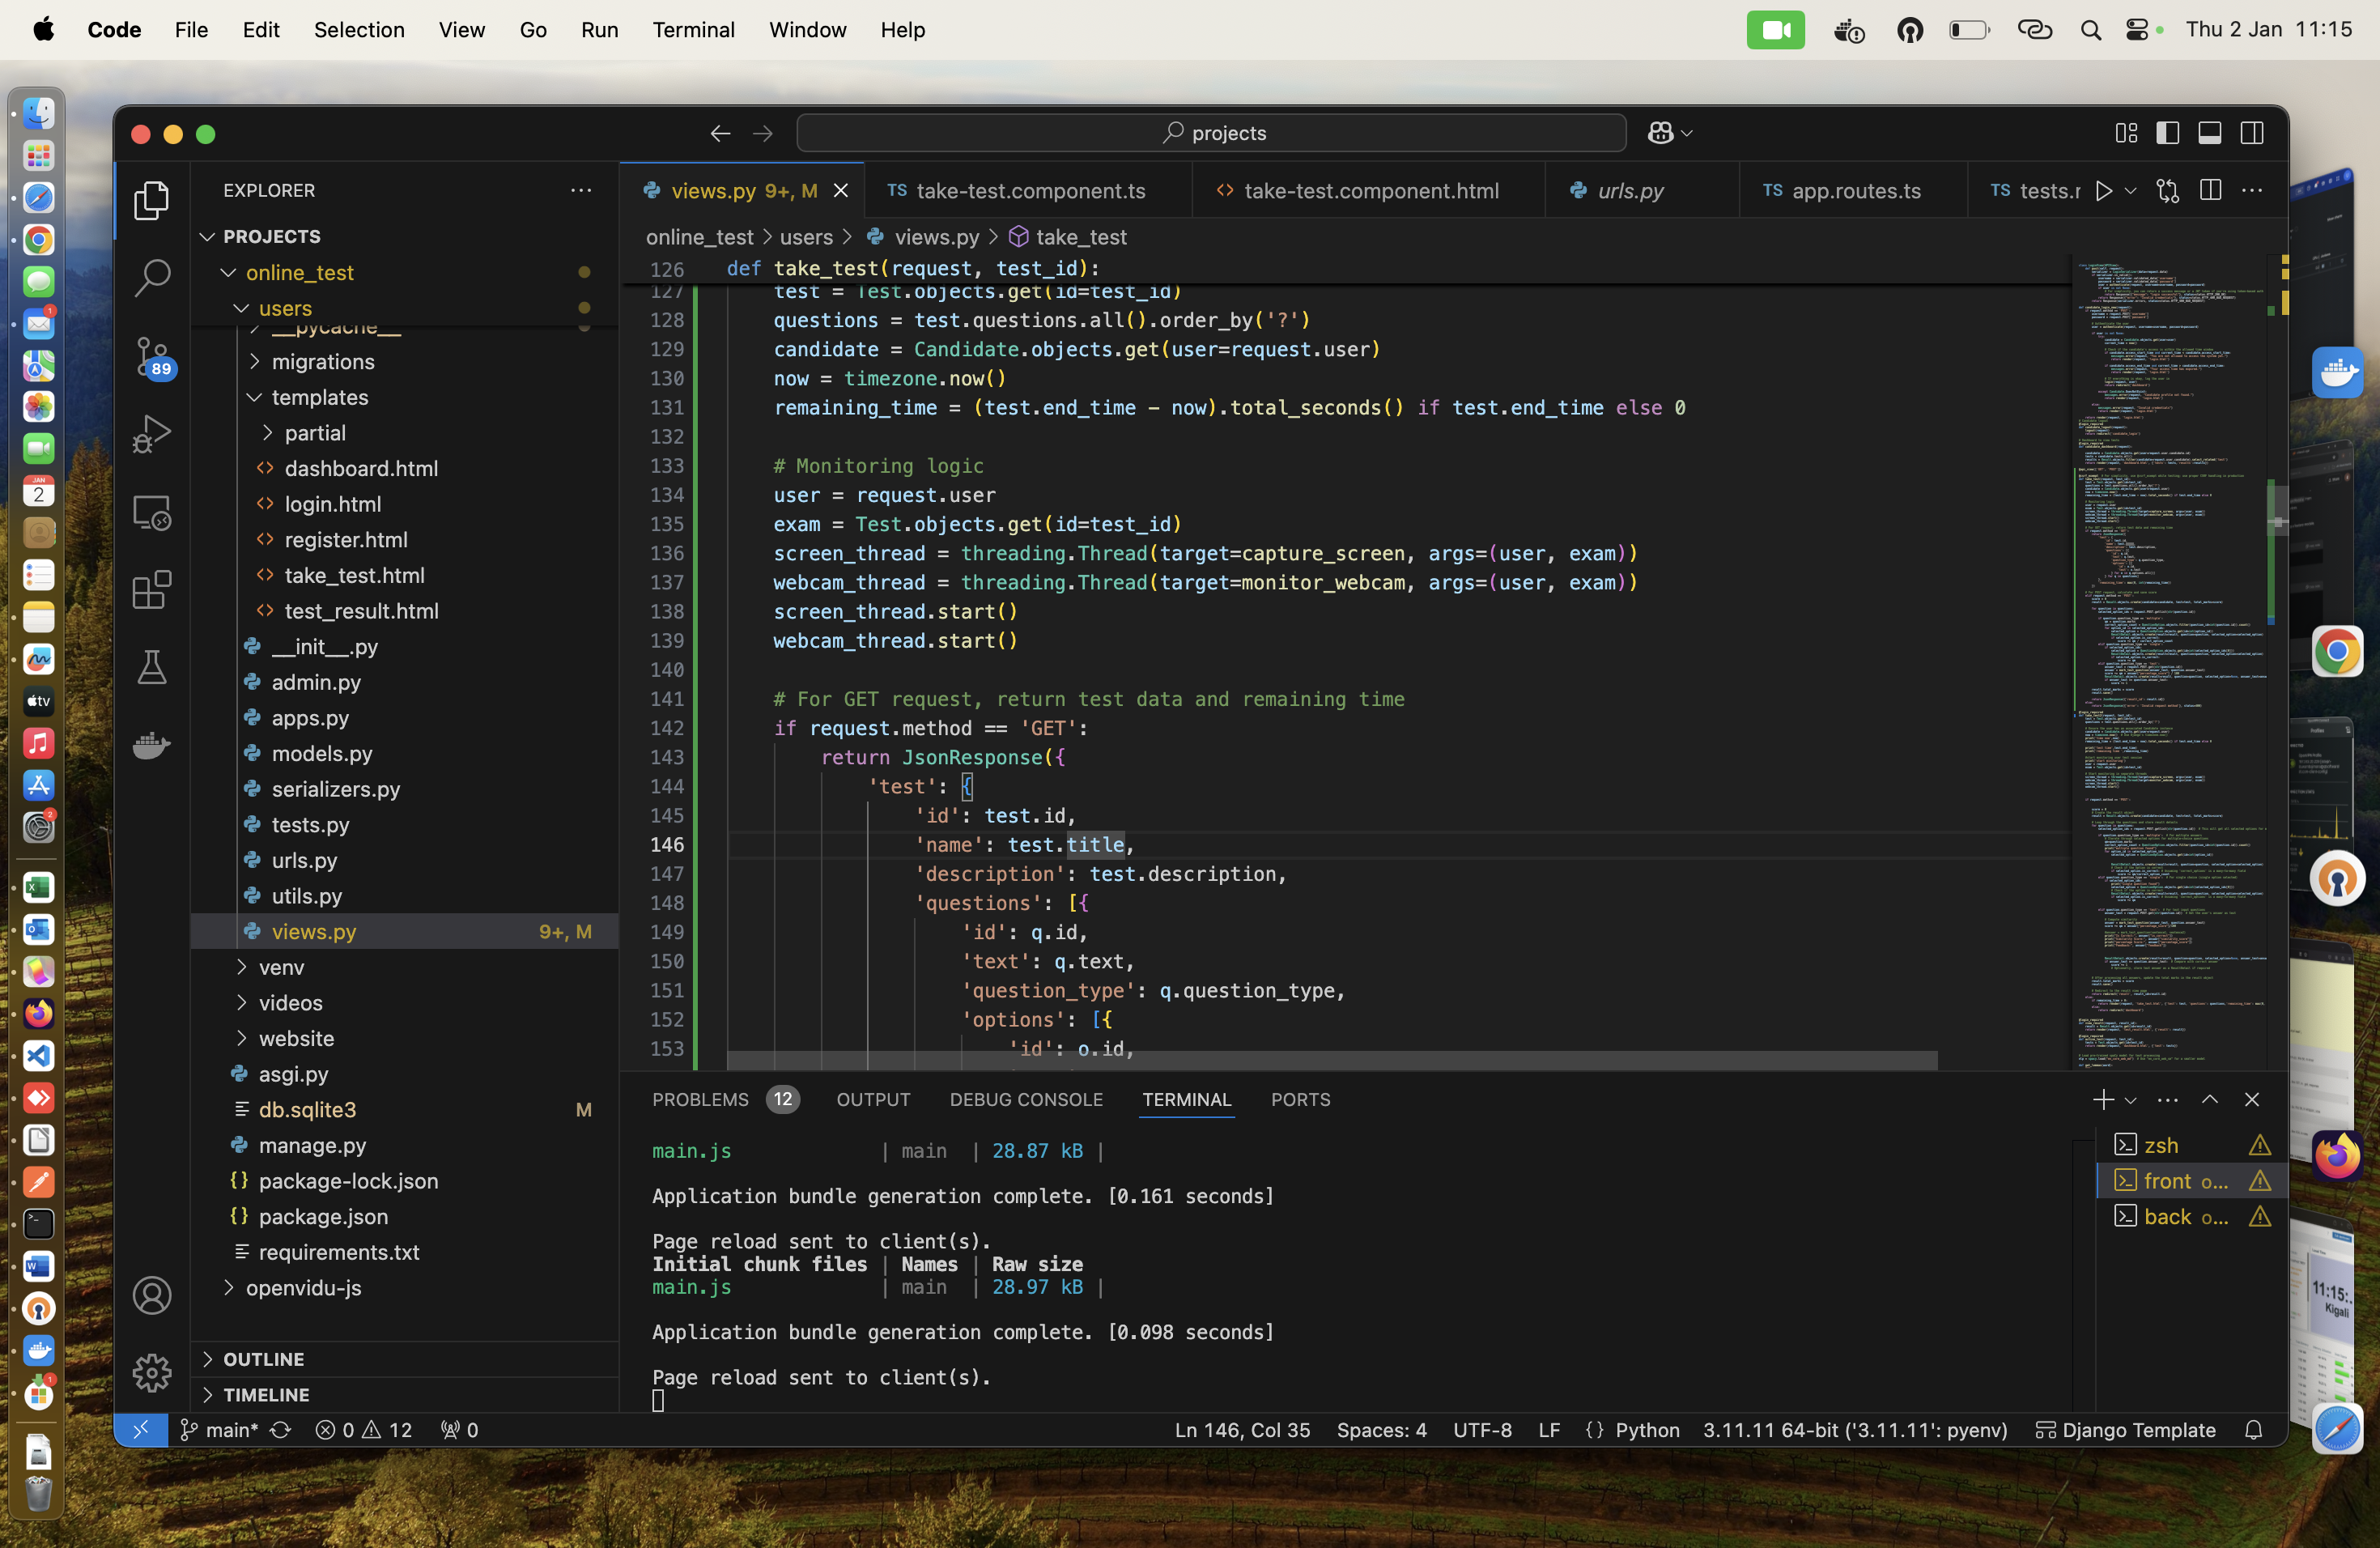 Code File Edit Selection View Go Run Terminal Window Help Thu 2 Jan 11:15
projects
EXPLORER
views.py 9+, M
take-test.component.ts
take-test.component.html
urls.py
app.routes.ts
tests.r
PROJECTS
online_test
users
__pycache__
migrations
templates
partial
dashboard.html
login.html
register.html
take_test.html
test_result.html
__init__.py
admin.py
apps.py
models.py
serializers.py
tests.py
urls.py
utils.py
views.py 9+, M
venv
videos
website
asgi.py
db.sqlite3 M
manage.py
package-lock.json
package.json
requirements.txt
openvidu-js
OUTLINE
TIMELINE
89
online_test > users > views.py > take_test
126 def take_test(request, test_id):
127 test = Test.objects.get(id=test_id)
128 questions = test.questions.all().order_by('?')
129 candidate = Candidate.objects.get(user=request.user)
130 now = timezone.now()
131 remaining_time = (test.end_time - now).total_seconds() if test.end_time else 0
132
133 # Monitoring logic
134 user = request.user
135 exam = Test.objects.get(id=test_id)
136 screen_thread = threading.Thread(target=capture_screen, args=(user, exam))
137 webcam_thread = threading.Thread(target=monitor_webcam, args=(user, exam))
138 screen_thread.start()
139 webcam_thread.start()
140
141 # For GET request, return test data and remaining time
142 if request.method == 'GET':
143 return JsonResponse({
144 'test': {
145 'id': test.id,
146 'name': test.title,
147 'description': test.description,
148 'questions': [{
149 'id': q.id,
150 'text': q.text,
151 'question_type': q.question_type,
152 'options': [{
153 'id': o.id,
PROBLEMS 12 OUTPUT DEBUG CONSOLE TERMINAL PORTS
main.js | main | 28.87 kB |
Application bundle generation complete. [0.161 seconds]
Page reload sent to client(s).
Initial chunk files | Names | Raw size
main.js | main | 28.97 kB |
Application bundle generation complete. [0.098 seconds]
Page reload sent to client(s).
zsh
front o...
back o...
main* 0 12 0 Ln 146, Col 35 Spaces: 4 UTF-8 LF {} Python 3.11.11 64-bit ('3.11.11': pyenv) Django Template
JAN
2
tv
11:15:..
Kigali